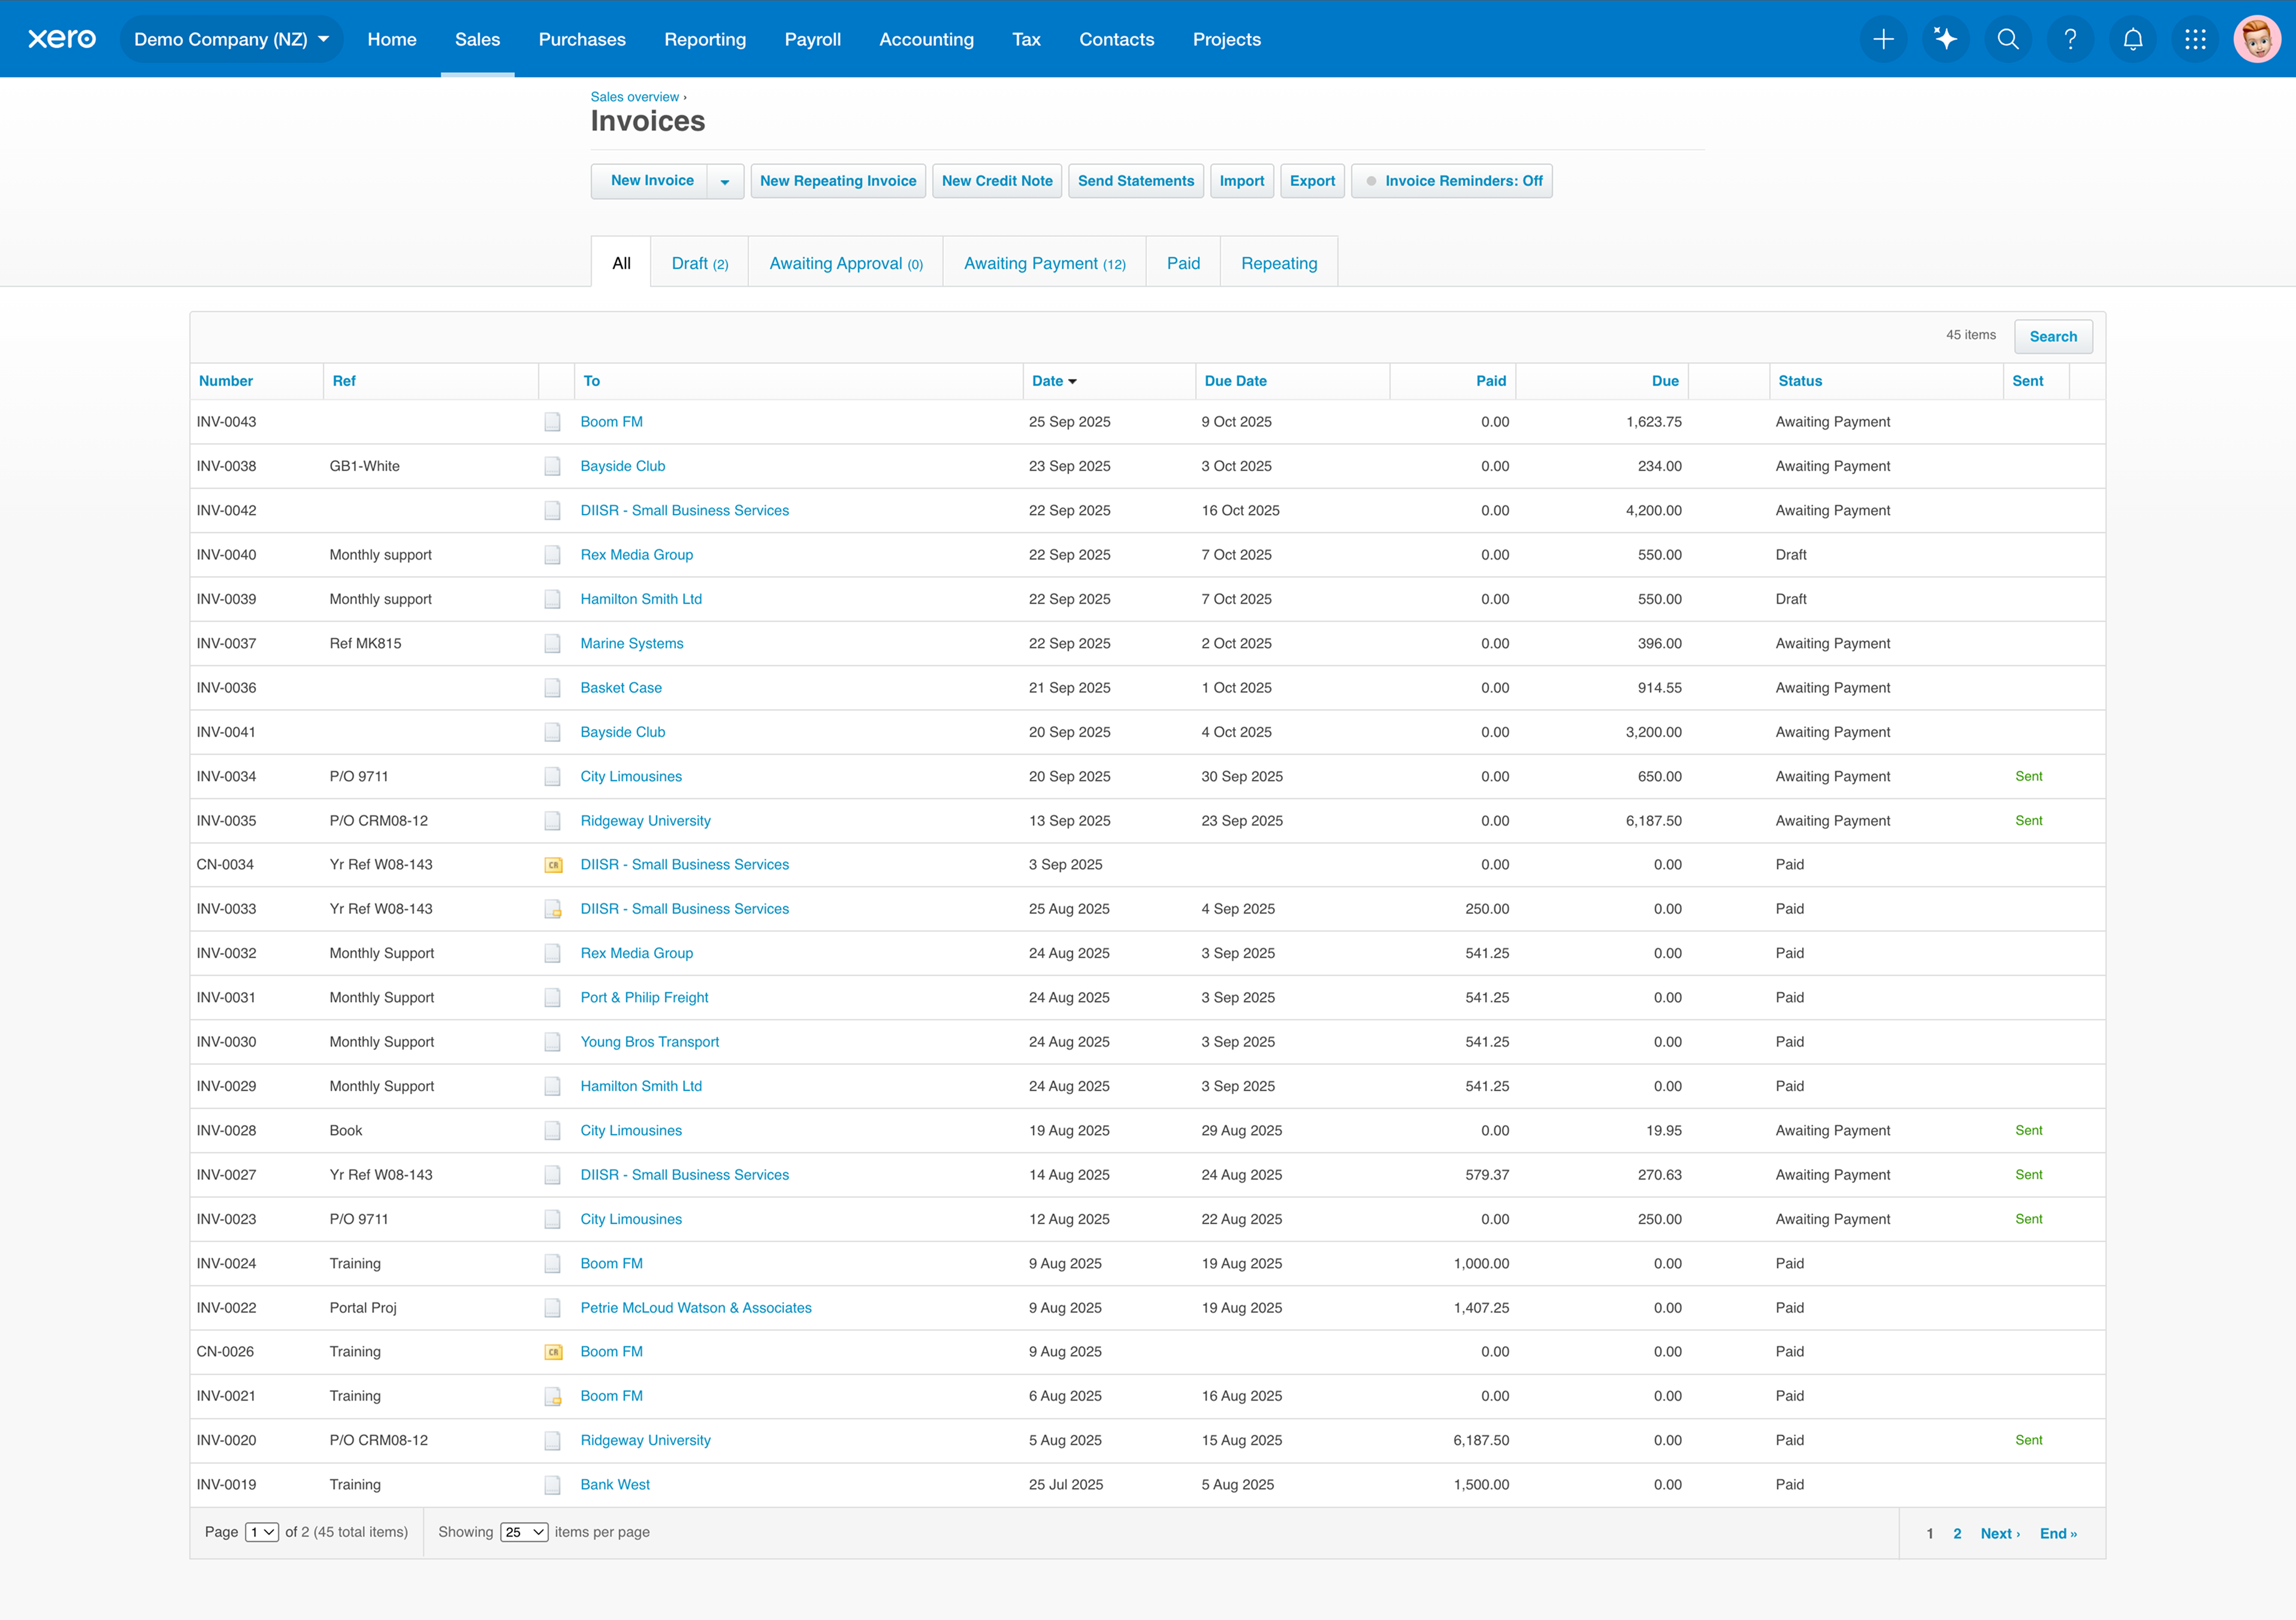 xero Demo Company (NZ) Home Sales Purchases Reporting Payroll Accounting Tax Contacts Projects
Sales overview ›
Invoices
New Invoice New Repeating Invoice New Credit Note Send Statements Import Export Invoice Reminders: Off
All Draft (2) Awaiting Approval (0) Awaiting Payment (12) Paid Repeating
45 items Search
Number Ref To Date Due Date Paid Due Status Sent
INV-0043 Boom FM 25 Sep 2025 9 Oct 2025 0.00 1,623.75 Awaiting Payment
INV-0038 GB1-White Bayside Club 23 Sep 2025 3 Oct 2025 0.00 234.00 Awaiting Payment
INV-0042 DIISR - Small Business Services 22 Sep 2025 16 Oct 2025 0.00 4,200.00 Awaiting Payment
INV-0040 Monthly support Rex Media Group 22 Sep 2025 7 Oct 2025 0.00 550.00 Draft
INV-0039 Monthly support Hamilton Smith Ltd 22 Sep 2025 7 Oct 2025 0.00 550.00 Draft
INV-0037 Ref MK815 Marine Systems 22 Sep 2025 2 Oct 2025 0.00 396.00 Awaiting Payment
INV-0036 Basket Case 21 Sep 2025 1 Oct 2025 0.00 914.55 Awaiting Payment
INV-0041 Bayside Club 20 Sep 2025 4 Oct 2025 0.00 3,200.00 Awaiting Payment
INV-0034 P/O 9711 City Limousines 20 Sep 2025 30 Sep 2025 0.00 650.00 Awaiting Payment Sent
INV-0035 P/O CRM08-12 Ridgeway University 13 Sep 2025 23 Sep 2025 0.00 6,187.50 Awaiting Payment Sent
CN-0034 Yr Ref W08-143 CR DIISR - Small Business Services 3 Sep 2025 0.00 0.00 Paid
INV-0033 Yr Ref W08-143 DIISR - Small Business Services 25 Aug 2025 4 Sep 2025 250.00 0.00 Paid
INV-0032 Monthly Support Rex Media Group 24 Aug 2025 3 Sep 2025 541.25 0.00 Paid
INV-0031 Monthly Support Port & Philip Freight 24 Aug 2025 3 Sep 2025 541.25 0.00 Paid
INV-0030 Monthly Support Young Bros Transport 24 Aug 2025 3 Sep 2025 541.25 0.00 Paid
INV-0029 Monthly Support Hamilton Smith Ltd 24 Aug 2025 3 Sep 2025 541.25 0.00 Paid
INV-0028 Book City Limousines 19 Aug 2025 29 Aug 2025 0.00 19.95 Awaiting Payment Sent
INV-0027 Yr Ref W08-143 DIISR - Small Business Services 14 Aug 2025 24 Aug 2025 579.37 270.63 Awaiting Payment Sent
INV-0023 P/O 9711 City Limousines 12 Aug 2025 22 Aug 2025 0.00 250.00 Awaiting Payment Sent
INV-0024 Training Boom FM 9 Aug 2025 19 Aug 2025 1,000.00 0.00 Paid
INV-0022 Portal Proj Petrie McLoud Watson & Associates 9 Aug 2025 19 Aug 2025 1,407.25 0.00 Paid
CN-0026 Training CR Boom FM 9 Aug 2025 0.00 0.00 Paid
INV-0021 Training Boom FM 6 Aug 2025 16 Aug 2025 0.00 0.00 Paid
INV-0020 P/O CRM08-12 Ridgeway University 5 Aug 2025 15 Aug 2025 6,187.50 0.00 Paid Sent
INV-0019 Training Bank West 25 Jul 2025 5 Aug 2025 1,500.00 0.00 Paid
Page 1 of 2 (45 total items) Showing 25 items per page 1 2 Next › End »